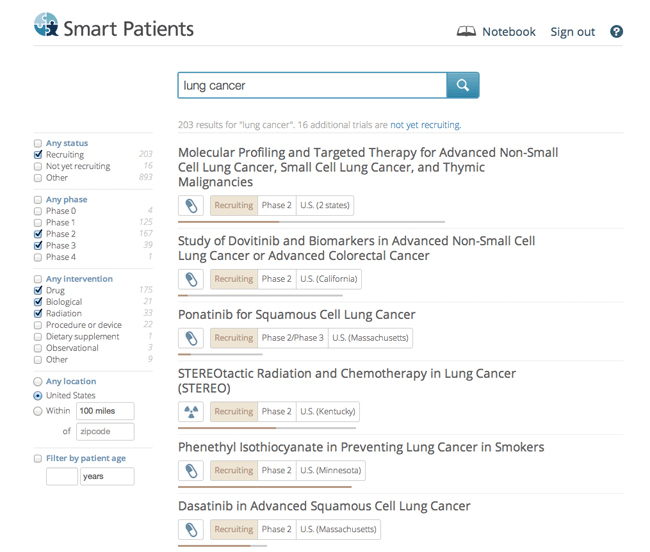 Smart Patients
Notebook Sign out ?
lung cancer
203 results for "lung cancer". 16 additional trials are not yet recruiting.
Any status
Recruiting 203
Not yet recruiting 16
Other 893
Any phase
Phase 0 4
Phase 1 125
Phase 2 167
Phase 3 39
Phase 4 1
Any intervention
Drug 175
Biological 21
Radiation 33
Procedure or device 22
Dietary supplement 1
Observational 3
Other 9
Any location
United States
Within 100 miles
of zipcode
Filter by patient age
years
Molecular Profiling and Targeted Therapy for Advanced Non-Small
Cell Lung Cancer, Small Cell Lung Cancer, and Thymic
Malignancies
Recruiting Phase 2 U.S. (2 states)
Study of Dovitinib and Biomarkers in Advanced Non-Small Cell
Lung Cancer or Advanced Colorectal Cancer
Recruiting Phase 2 U.S. (California)
Ponatinib for Squamous Cell Lung Cancer
Recruiting Phase 2/Phase 3 U.S. (Massachusetts)
STEREOtactic Radiation and Chemotherapy in Lung Cancer
(STEREO)
Recruiting Phase 2 U.S. (Kentucky)
Phenethyl Isothiocyanate in Preventing Lung Cancer in Smokers
Recruiting Phase 2 U.S. (Minnesota)
Dasatinib in Advanced Squamous Cell Lung Cancer
Recruiting Phase 2 U.S. (Massachusetts)